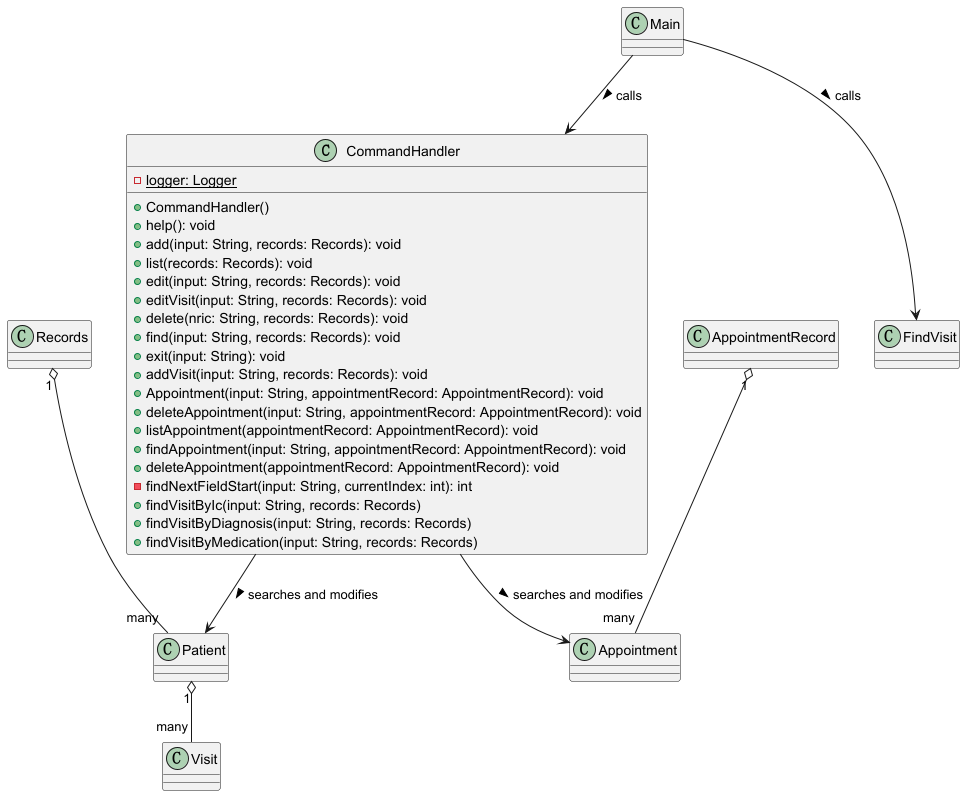 C Main
calls
calls
C CommandHandler
logger: Logger
CommandHandler()
help(): void
add(input: String, records: Records): void
list(records: Records): void
edit(input: String, records: Records): void
editVisit(input: String, records: Records): void
delete(nric: String, records: Records): void
find(input: String, records: Records): void
exit(input: String): void
addVisit(input: String, records: Records): void
Appointment(input: String, appointmentRecord: AppointmentRecord): void
deleteAppointment(input: String, appointmentRecord: AppointmentRecord): void
listAppointment(appointmentRecord: AppointmentRecord): void
findAppointment(input: String, appointmentRecord: AppointmentRecord): void
deleteAppointment(appointmentRecord: AppointmentRecord): void
findNextFieldStart(input: String, currentIndex: int): int
findVisitByIc(input: String, records: Records)
findVisitByDiagnosis(input: String, records: Records)
findVisitByMedication(input: String, records: Records)
C Records
C AppointmentRecord
C FindVisit
1
1
searches and modifies
searches and modifies
many
many
C Patient
C Appointment
1
many
C Visit